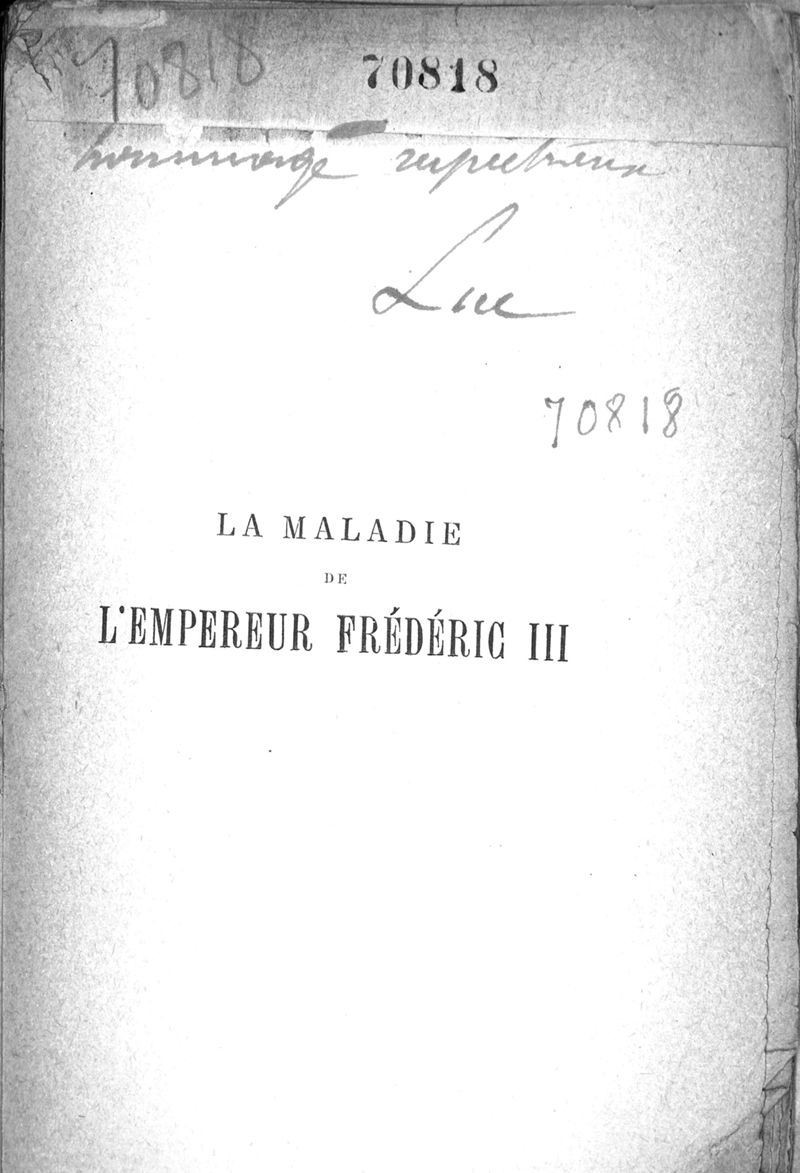 70818 70818
hommage respectueux
Luc
70818
LA MALADIE
DE
L'EMPEREUR FRÉDÉRIC III